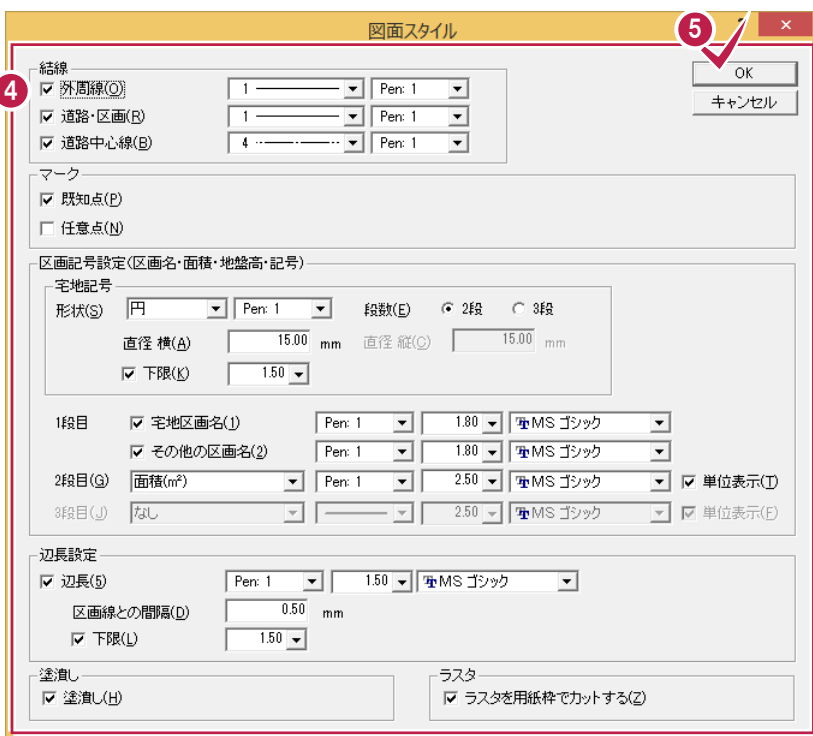 図面スタイル
?
×
5
4
結線
外周線(O)
1
Pen: 1
道路・区画(R)
1
Pen: 1
道路中心線(B)
4
Pen: 1
OK
キャンセル
マーク
既知点(P)
任意点(N)
区画記号設定(区画名・面積・地盤高・記号)
宅地記号
形状(S) 円 Pen: 1 段数(E) 2段 3段
直径 横(A) 15.00 mm 直径 縦(C) 15.00 mm
下限(K) 1.50
1段目 宅地区画名(1) Pen: 1 1.80 MS ゴシック
その他の区画名(2) Pen: 1 1.80 MS ゴシック
2段目(G) 面積(m²) Pen: 1 2.50 MS ゴシック 単位表示(T)
3段目(J) なし 2.50 MS ゴシック 単位表示(F)
辺長設定
辺長(5) Pen: 1 1.50 MS ゴシック
区画線との間隔(D) 0.50 mm
下限(L) 1.50
塗潰し
塗潰し(H)
ラスタ
ラスタを用紙枠でカットする(Z)